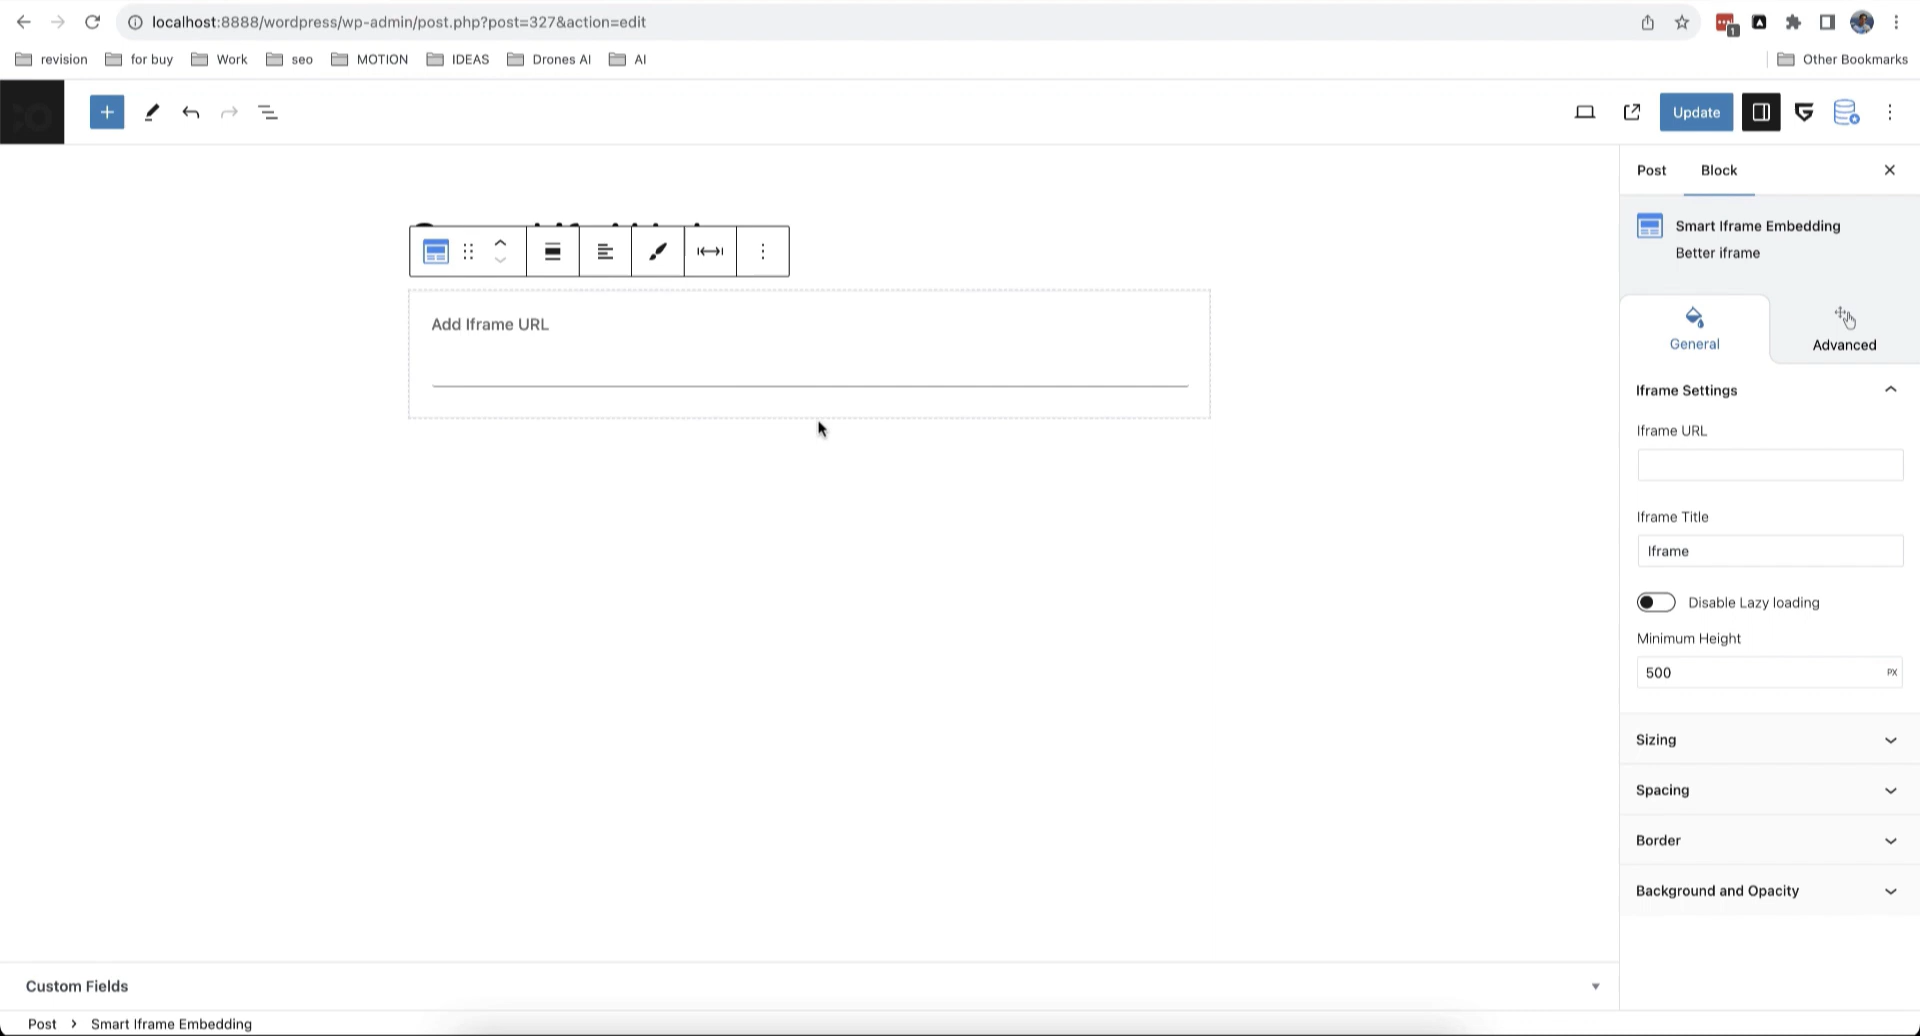 localhost:8888/wordpress/wp-admin/post.php?post=327&action=edit
1
revision for buy Work seo MOTION IDEAS Drones AI AI Other Bookmarks
Update
Post Block
Smart Iframe Embedding
Better iframe
General Advanced
Add Iframe URL
Iframe Settings
Iframe URL
Iframe Title
Iframe
Disable Lazy loading
Minimum Height
500 PX
Sizing
Spacing
Border
Background and Opacity
Custom Fields
Post > Smart Iframe Embedding